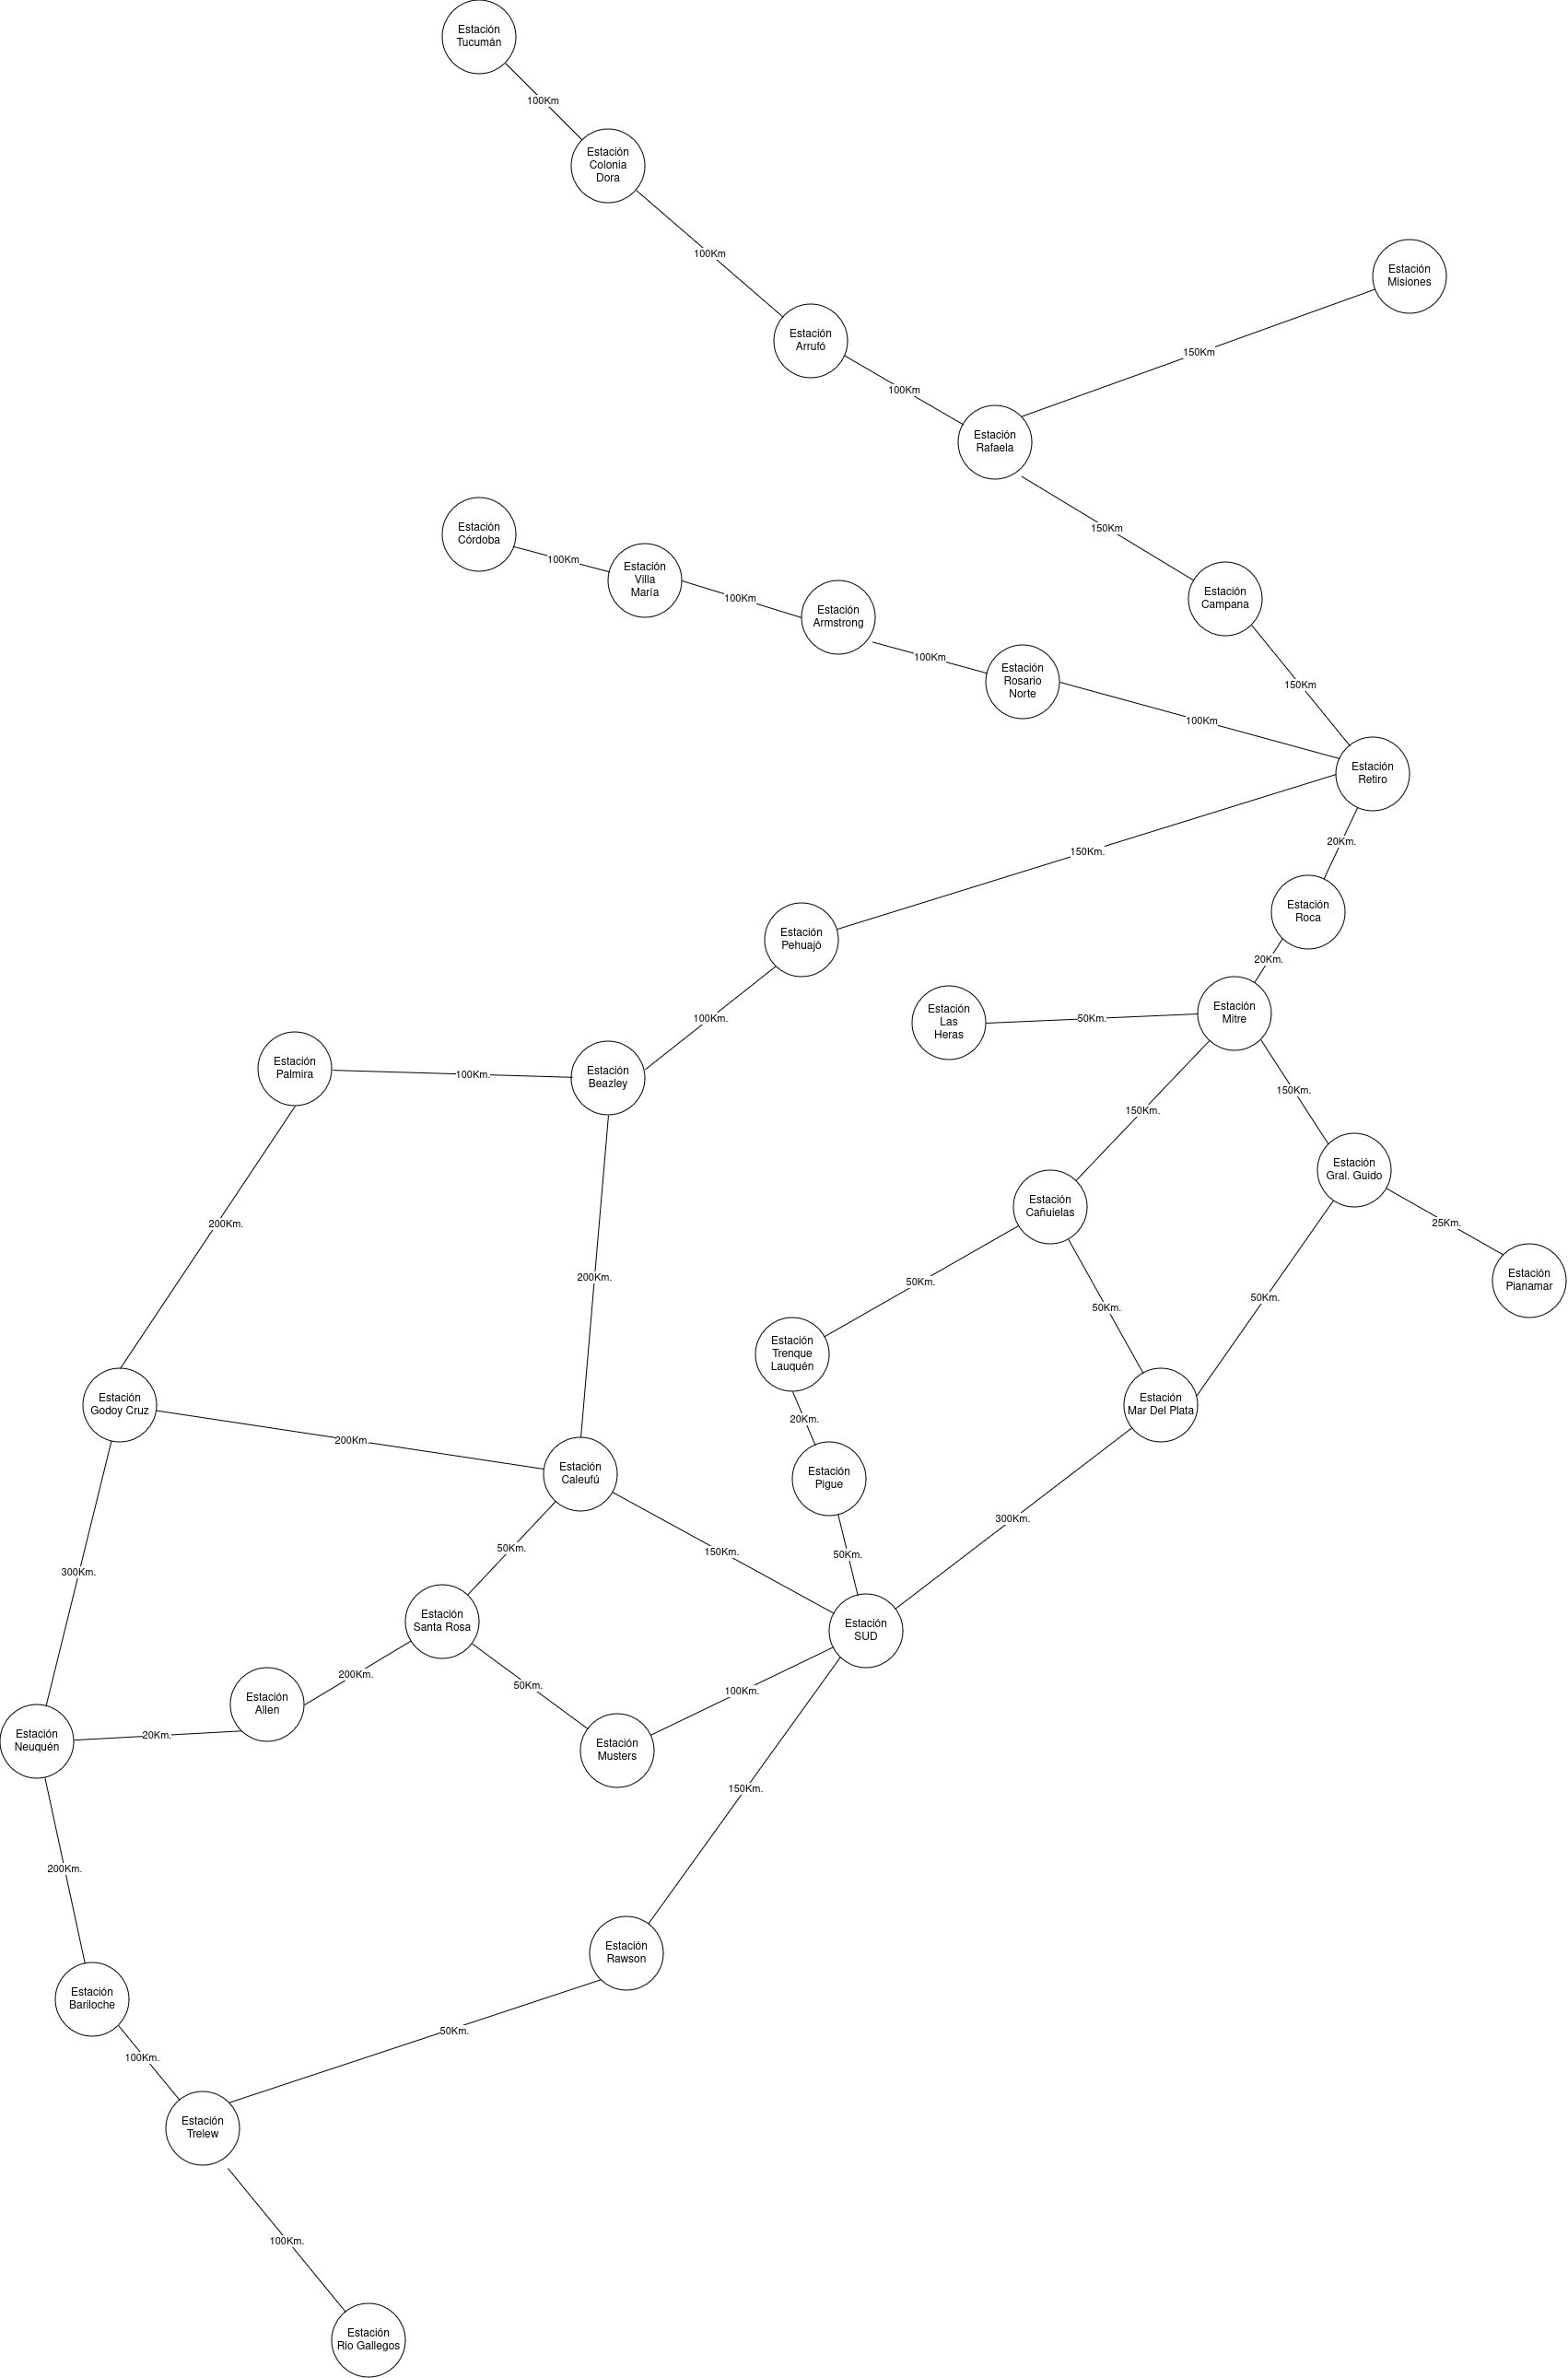 Estación
Tucumán
100Km
Estación
Colonia
Dora
100Km
Estación
Misiones
Estación
Arrufó
150Km
100Km
Estación
Rafaela
Estación
Córdoba
150Km
100Km
Estación
Villa
María
100Km
Estación
Armstrong
Estación
Campana
100Km
Estación
Rosario
Norte
150Km
100Km
Estación
Retiro
20Km.
150Km.
Estación
Roca
Estación
Pehuajó
20Km.
Estación
Mitre
Estación
Las
Heras
50Km.
100Km.
Estación
Palmira
100Km.
Estación
Beazley
150Km.
150Km.
Estación
Gral. Guido
Estación
Cañuielas
200Km.
25Km.
200Km.
50Km.
50Km.
50Km.
Estación
Pianamar
Estación
Trenque
Lauquén
Estación
Godoy Cruz
Estación
Mar Del Plata
20Km.
200Km.
Estación
Caleufú
Estación
Pigue
300Km.
50Km.
150Km.
50Km.
300Km.
Estación
Santa Rosa
Estación
SUD
200Km.
50Km.
100Km.
Estación
Allen
Estación
Neuquén
20Km.
Estación
Musters
150Km.
200Km.
Estación
Rawson
Estación
Bariloche
50Km.
100Km.
Estación
Trelew
100Km.
Estación
Rio Gallegos